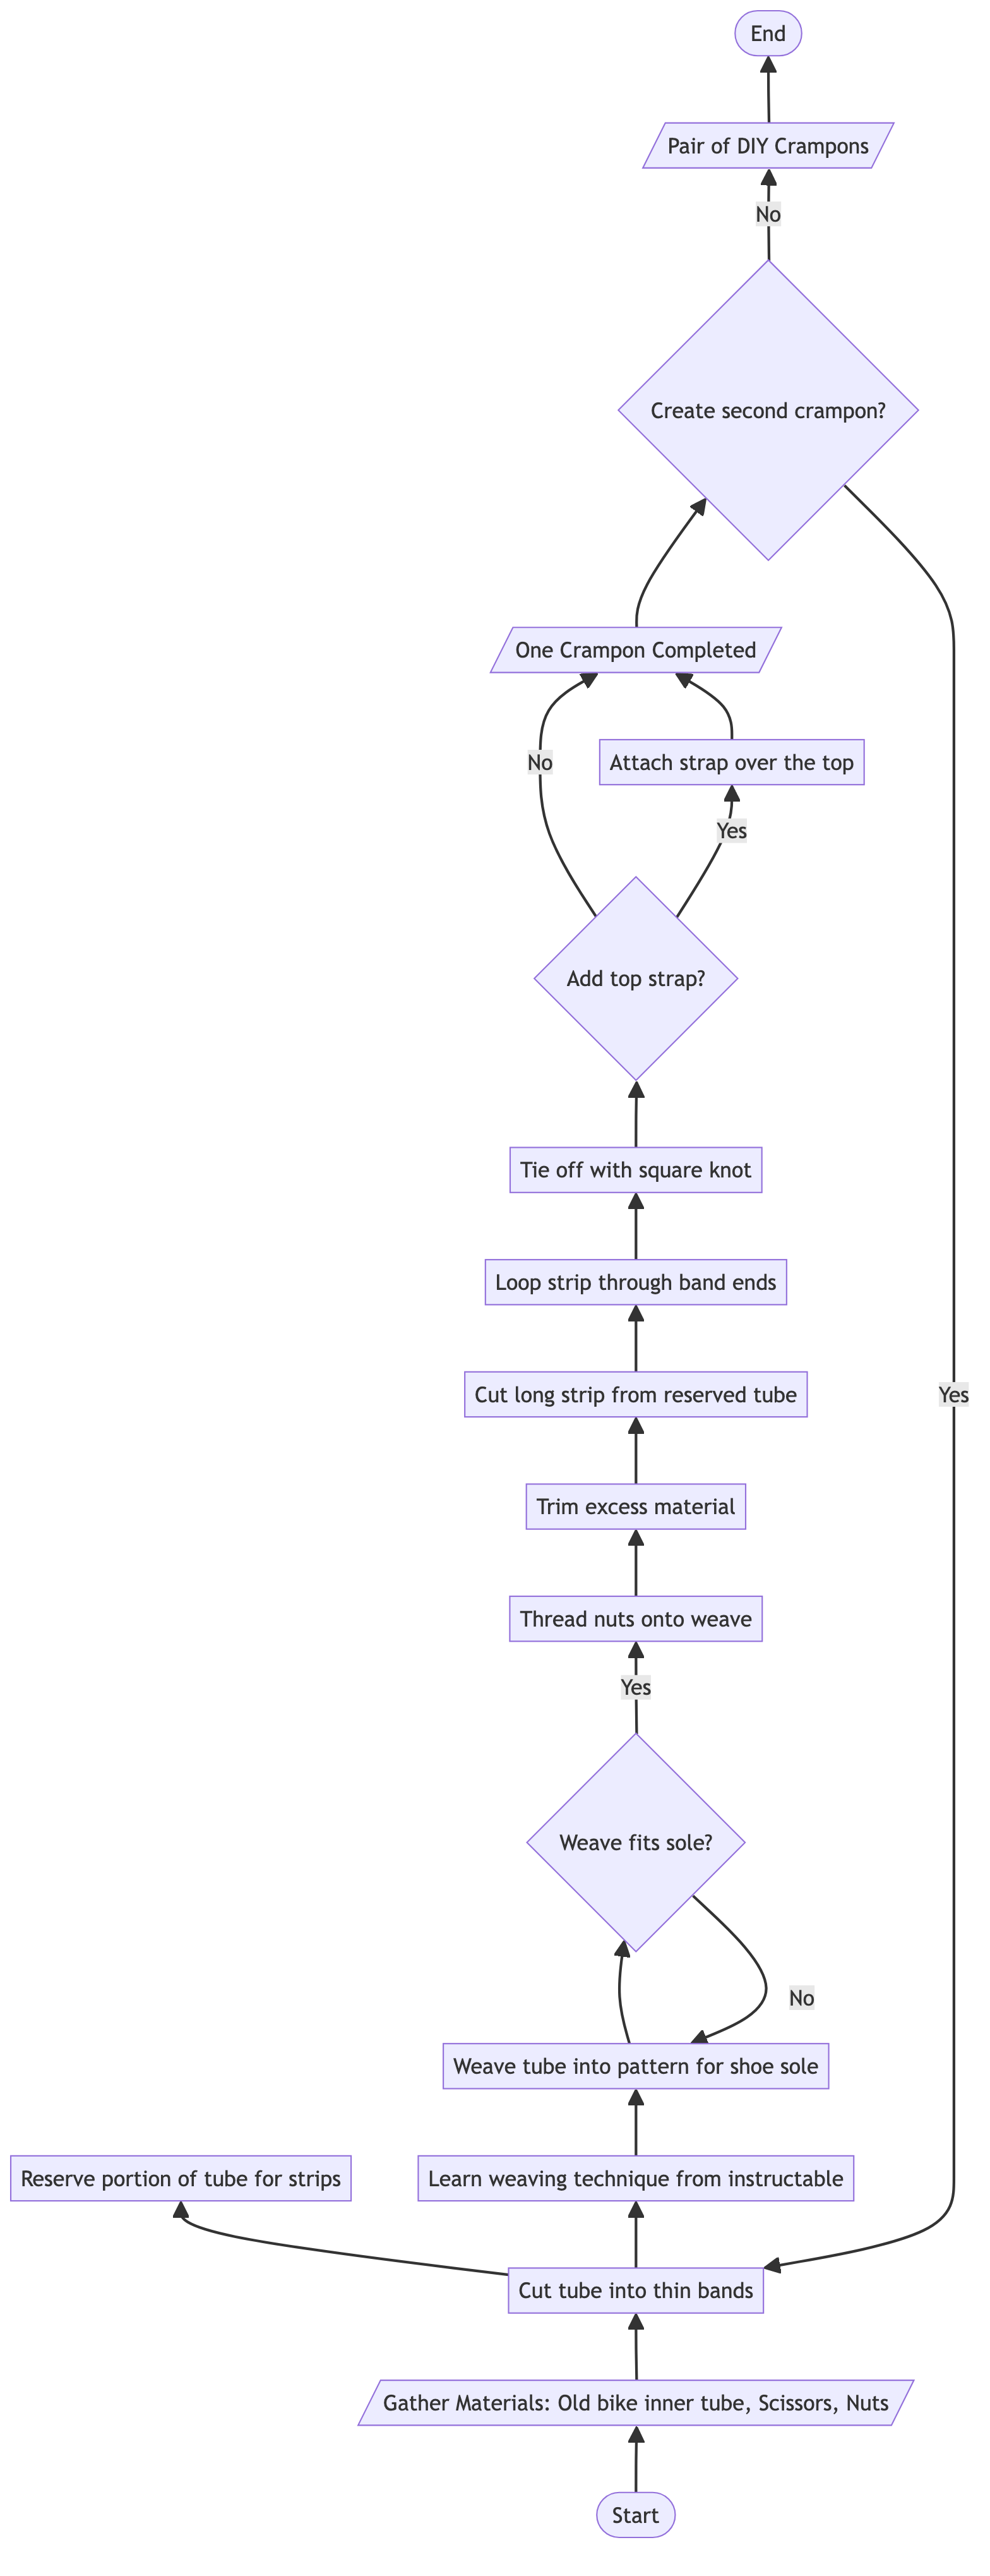 End
Pair of DIY Crampons
No
Create second crampon?
One Crampon Completed
No
Attach strap over the top
Yes
Add top strap?
Tie off with square knot
Loop strip through band ends
Cut long strip from reserved tube
Yes
Trim excess material
Thread nuts onto weave
Yes
Weave fits sole?
No
Weave tube into pattern for shoe sole
Reserve portion of tube for strips
Learn weaving technique from instructable
Cut tube into thin bands
Gather Materials: Old bike inner tube, Scissors, Nuts
Start